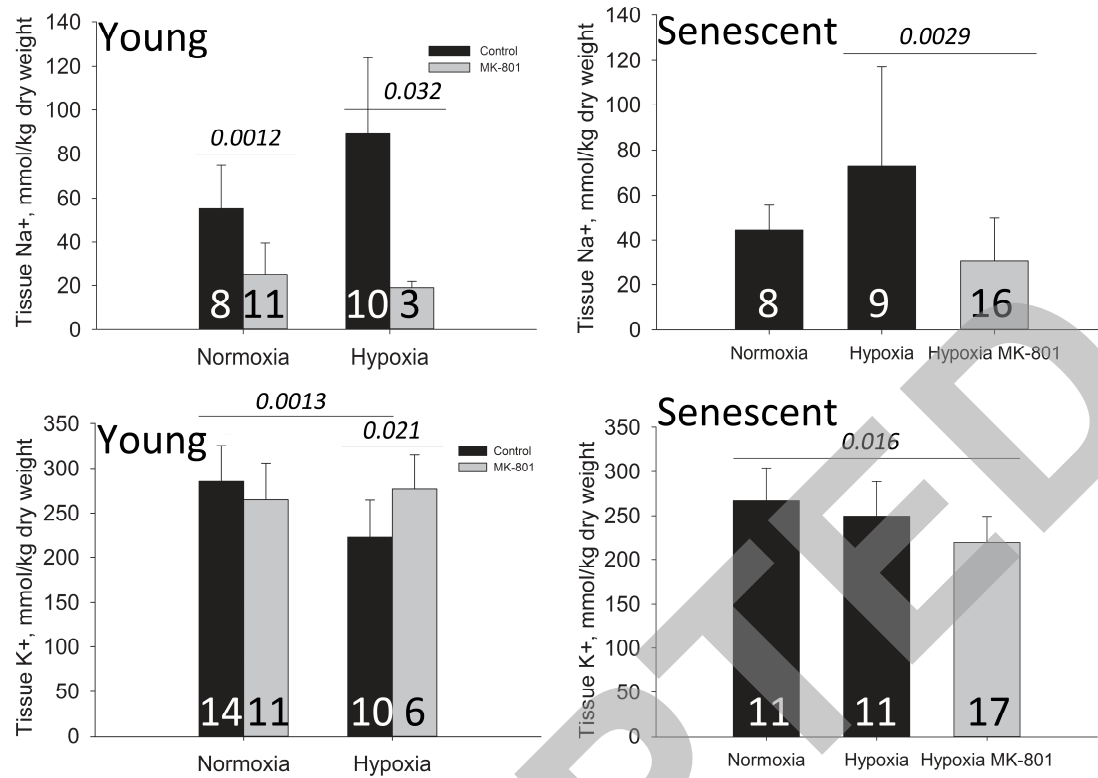 Young
Tissue Na+, mmol/kg dry weight
140
120
100
80
60
40
20
0
Control
MK-801
0.0012
0.032
8
11
10
3
Normoxia
Hypoxia
Senescent
Tissue Na+, mmol/kg dry weight
140
120
100
80
60
40
20
0
0.0029
8
9
16
Normoxia
Hypoxia
Hypoxia MK-801
Young
Tissue K+, mmol/kg dry weight
350
300
250
200
150
100
50
0
Control
MK-801
0.0013
0.021
14
11
10
6
Normoxia
Hypoxia
Senescent
Tissue K+, mmol/kg dry weight
350
300
250
200
150
100
50
0
0.016
11
11
17
Normoxia
Hypoxia
Hypoxia MK-801
PTED